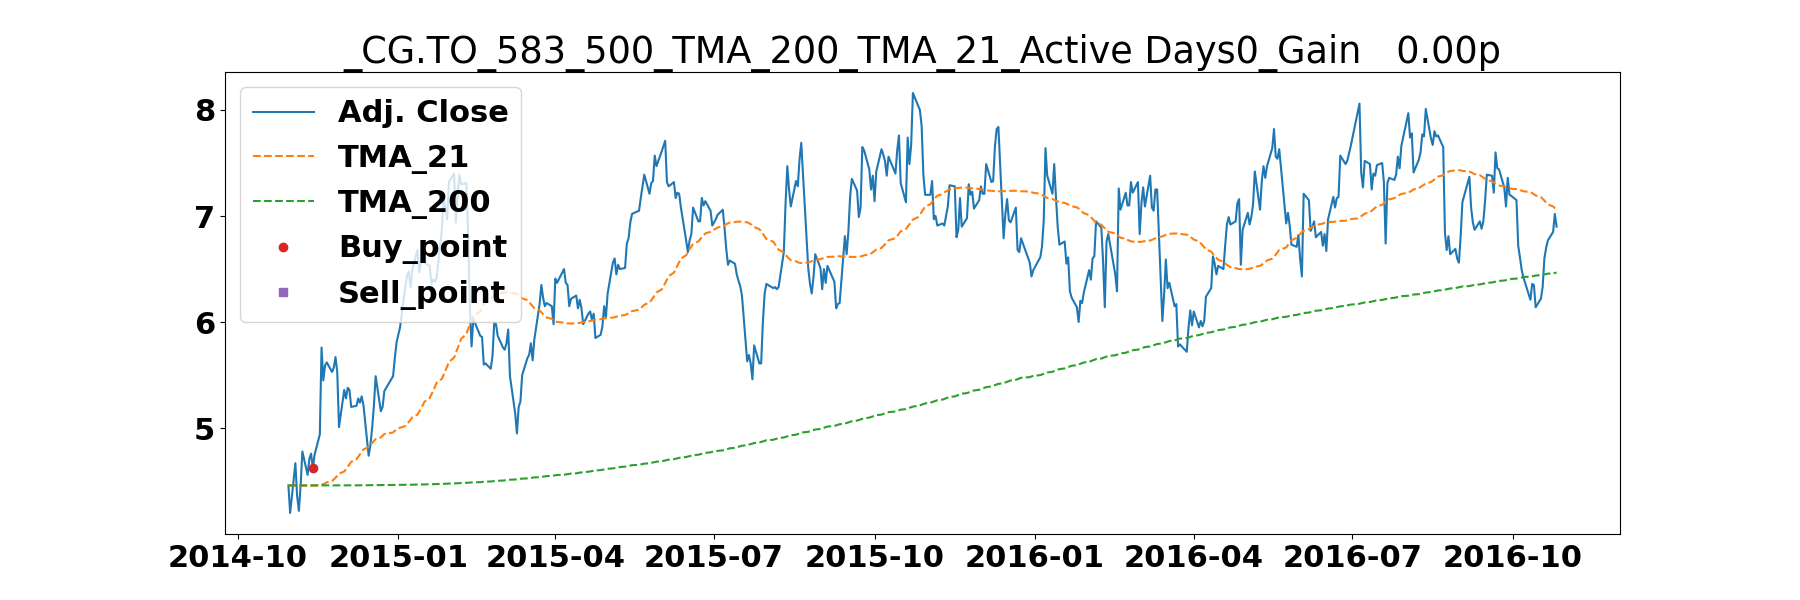 _CG.TO_583_500_TMA_200_TMA_21_Active Days0_Gain   0.00p
8
7
6
5
Adj. Close
TMA_21
TMA_200
Buy_point
Sell_point
2014-10 2015-01 2015-04 2015-07 2015-10 2016-01 2016-04 2016-07 2016-10